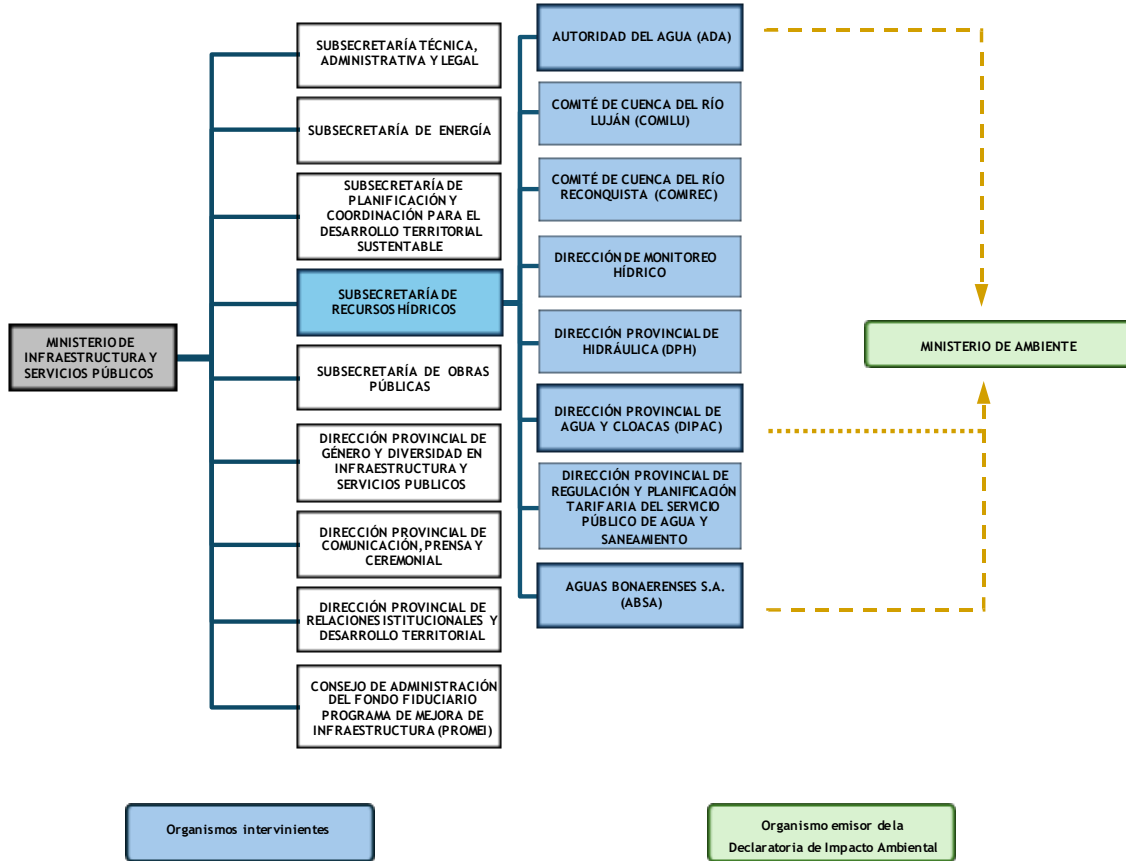 MINISTERIO DE
INFRAESTRUCTURA Y
SERVICIOS PÚBLICOS
SUBSECRETARÍA TÉCNICA,
ADMINISTRATIVA Y LEGAL
SUBSECRETARÍA DE ENERGÍA
SUBSECRETARÍA DE
PLANIFICACIÓN Y
COORDINACIÓN PARA EL
DESARROLLO TERRITORIAL
SUSTENTABLE
SUBSECRETARÍA DE
RECURSOS HÍDRICOS
SUBSECRETARÍA DE OBRAS
PÚBLICAS
DIRECCIÓN PROVINCIAL DE
GÉNERO Y DIVERSIDAD EN
INFRAESTRUCTURA Y
SERVICIOS PUBLICOS
DIRECCIÓN PROVINCIAL DE
COMUNICACIÓN, PRENSA Y
CEREMONIAL
DIRECCIÓN PROVINCIAL DE
RELACIONES ISTITUCIONALES Y
DESARROLLO TERRITORIAL
CONSEJO DE ADMINISTRACIÓN
DEL FONDO FIDUCIARIO
PROGRAMA DE MEJORA DE
INFRAESTRUCTURA (PROMEI)
AUTORIDAD DEL AGUA (ADA)
COMITÉ DE CUENCA DEL RÍO
LUJÁN (COMILU)
COMITÉ DE CUENCA DEL RÍO
RECONQUISTA (COMIREC)
DIRECCIÓN DE MONITOREO
HÍDRICO
DIRECCIÓN PROVINCIAL DE
HIDRÁULICA (DPH)
DIRECCIÓN PROVINCIAL DE
AGUA Y CLOACAS (DIPAC)
DIRECCIÓN PROVINCIAL DE
REGULACIÓN Y PLANIFICACIÓN
TARIFARIA DEL SERVICIO
PÚBLICO DE AGUA Y
SANEAMIENTO
AGUAS BONAERENSES S.A.
(ABSA)
MINISTERIO DE AMBIENTE
Organismos intervinientes
Organismo emisor de la
Declaratoria de Impacto Ambiental